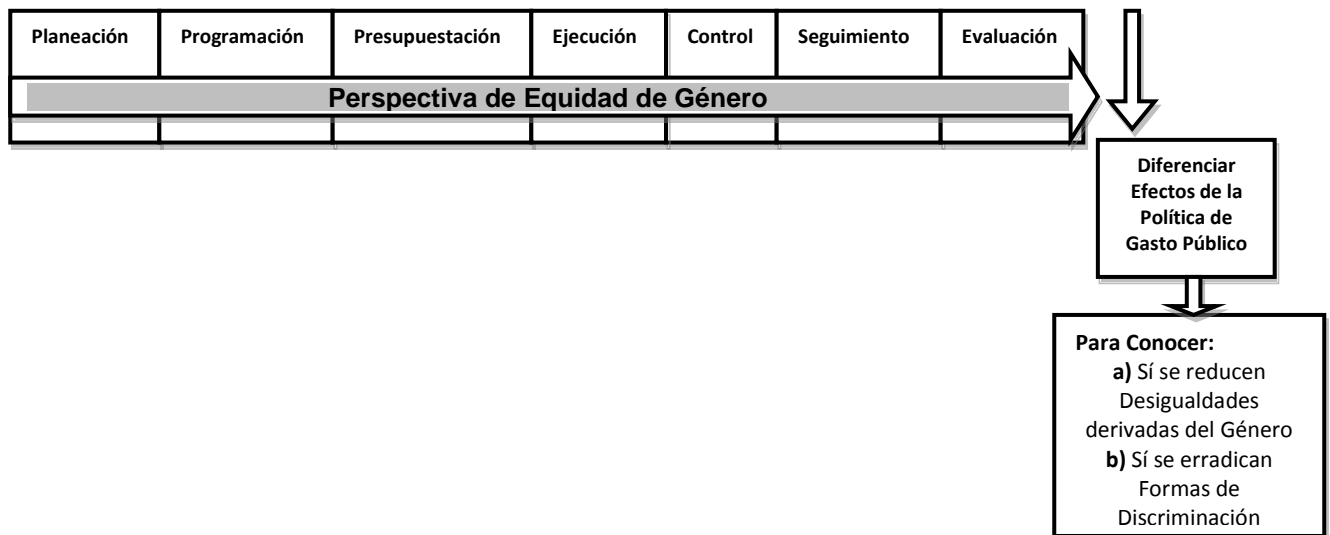 Planeación Programación Presupuestación Ejecución Control Seguimiento Evaluación
Perspectiva de Equidad de Género
Diferenciar
Efectos de la
Política de
Gasto Público
Para Conocer:
a) Sí se reducen
Desigualdades
derivadas del Género
b) Sí se erradican
Formas de
Discriminación